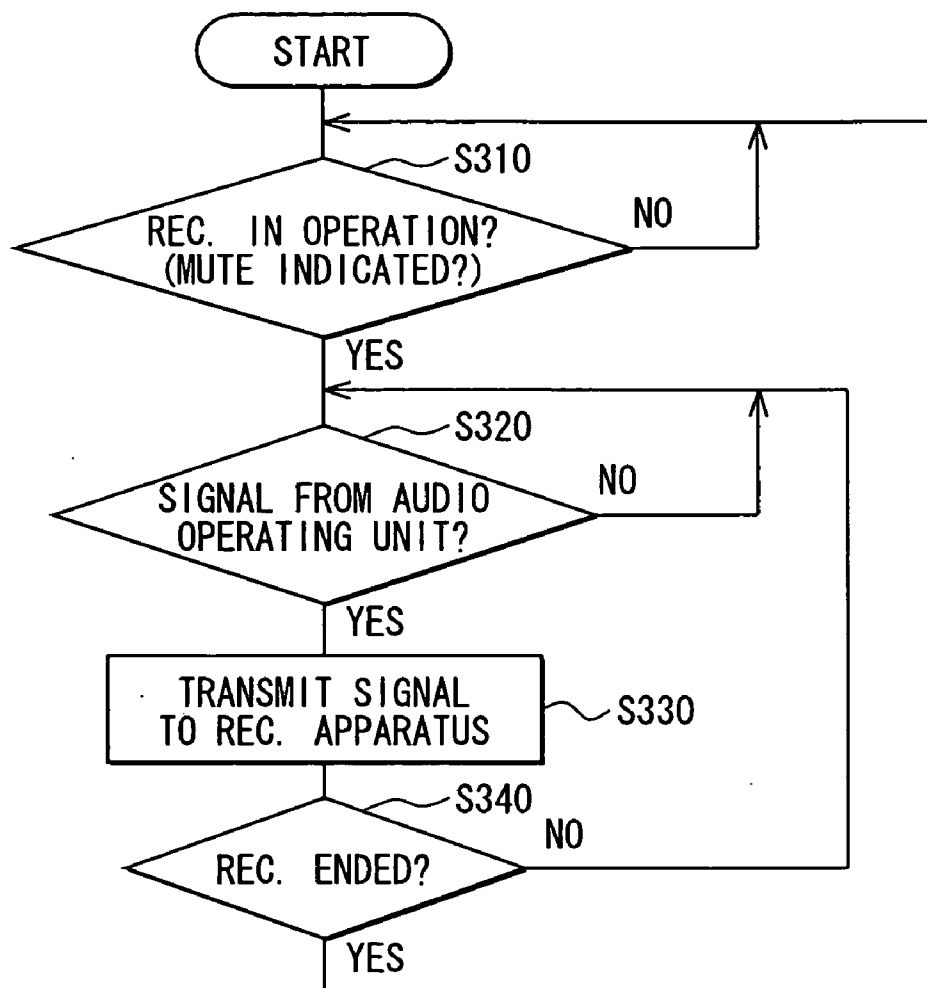 START
S310
REC. IN OPERATION?
(MUTE INDICATED?)
NO
YES
S320
SIGNAL FROM AUDIO
OPERATING UNIT?
NO
YES
TRANSMIT SIGNAL
TO REC. APPARATUS
S330
S340
REC. ENDED?
NO
YES